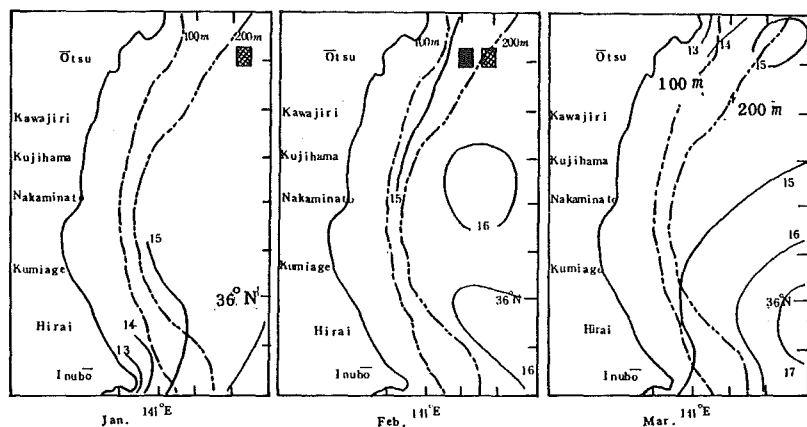 100m
200m
Ōtsu
Kawajiri
Kujihama
Nakaminato
15
Kumiage
36°N
14
Hirai
13
Inubō
141°E
Jan.
100m
200m
Ōtsu
Kawajiri
Kujihama
Nakaminato
15
16
Kumiage
36°N
Hirai
Inubō
16
141°E
Feb.
13
14
Ōtsu
15
100 m
200 m
Kawajiri
Kujihama
15
Nakaminato
16
Kumiago
36°N
Hirai
Inubō
17
141°E
Mar.